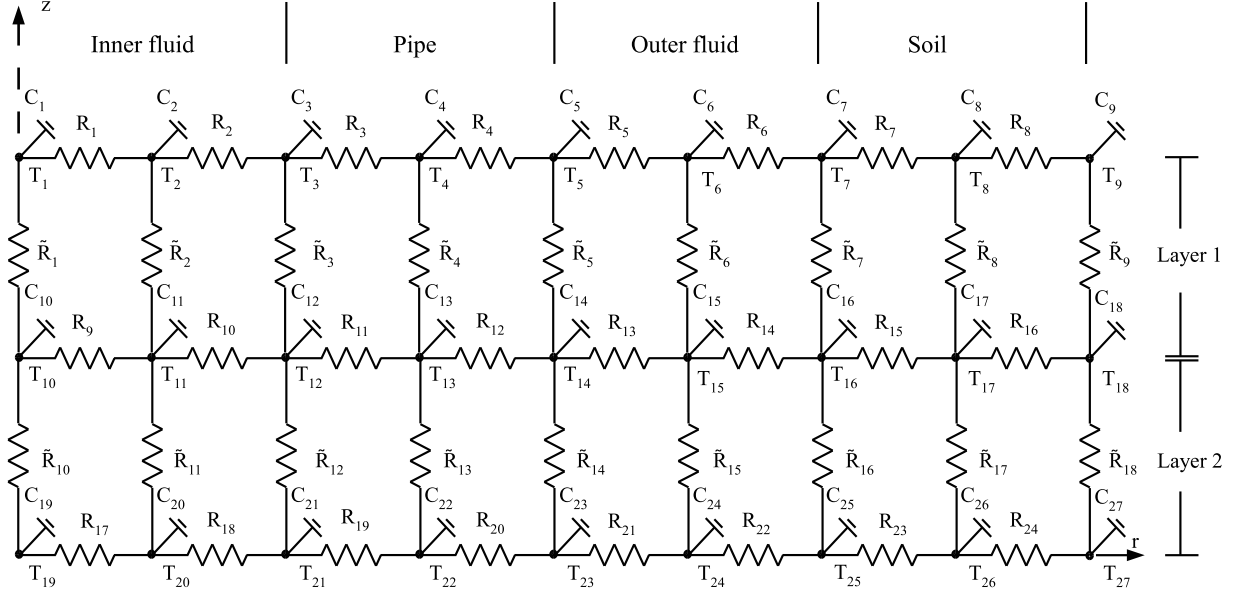 z
Inner fluid Pipe Outer fluid Soil
C1 C2 C3 C4 C5 C6 C7 C8 C9
R1 R2 R3 R4 R5 R6 R7 R8
T1 T2 T3 T4 T5 T6 T7 T8 T9
R̃1 R̃2 R̃3 R̃4 R̃5 R̃6 R̃7 R̃8 R̃9 Layer 1
C10 C11 C12 C13 C14 C15 C16 C17 C18
R9 R10 R11 R12 R13 R14 R15 R16
T10 T11 T12 T13 T14 T15 T16 T17 T18
R̃10 R̃11 R̃12 R̃13 R̃14 R̃15 R̃16 R̃17 R̃18 Layer 2
C19 C20 C21 C22 C23 C24 C25 C26 C27
R17 R18 R19 R20 R21 R22 R23 R24 r
T19 T20 T21 T22 T23 T24 T25 T26 T27